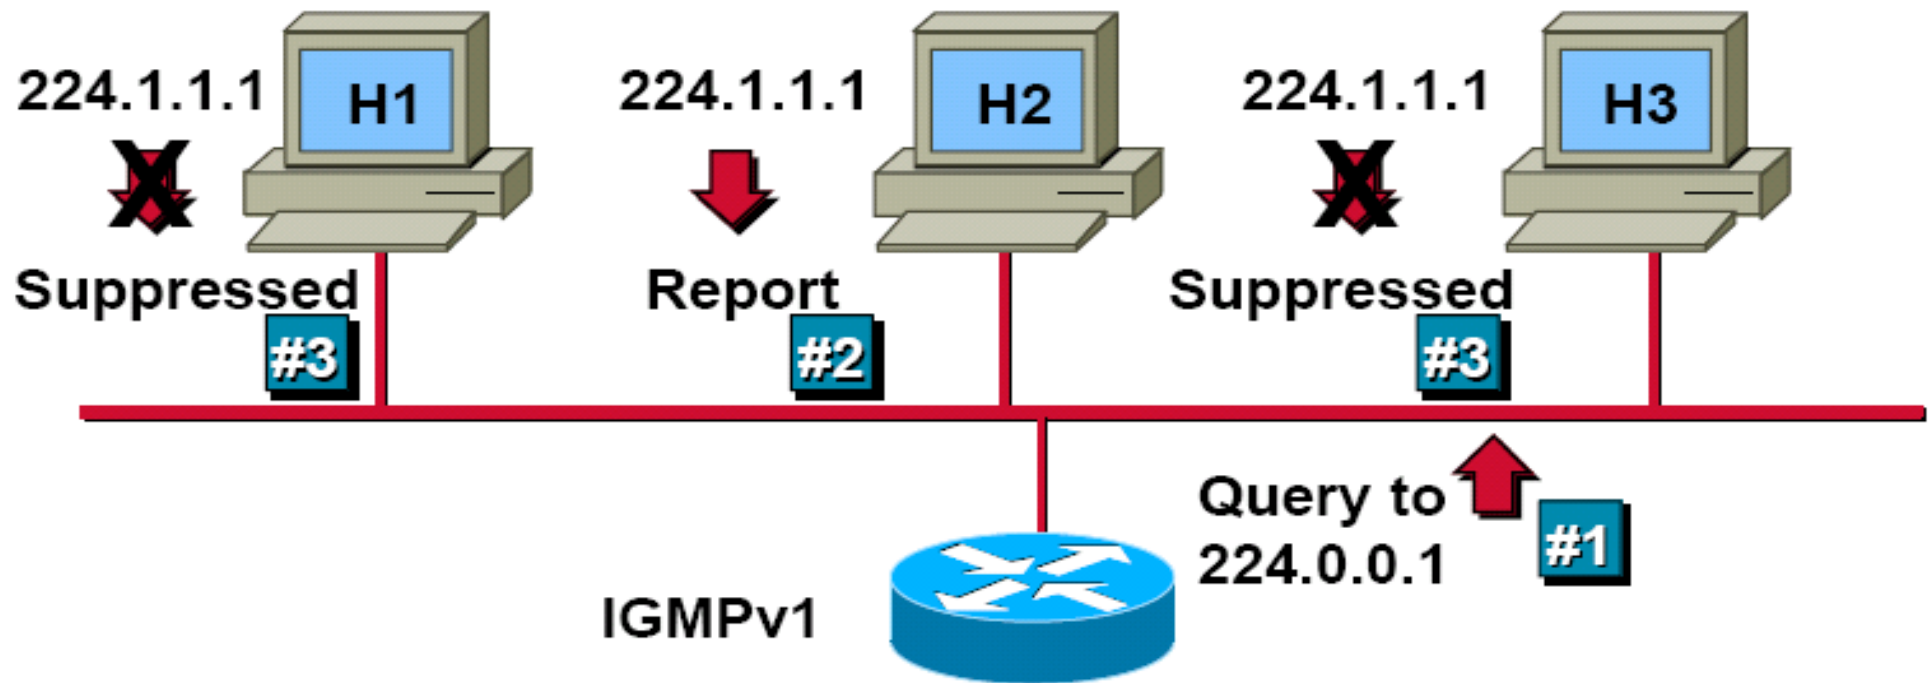 224.1.1.1
H1
224.1.1.1
H2
224.1.1.1
H3
Suppressed
#3
Report
#2
Suppressed
#3
Query to
224.0.0.1
#1
IGMPv1